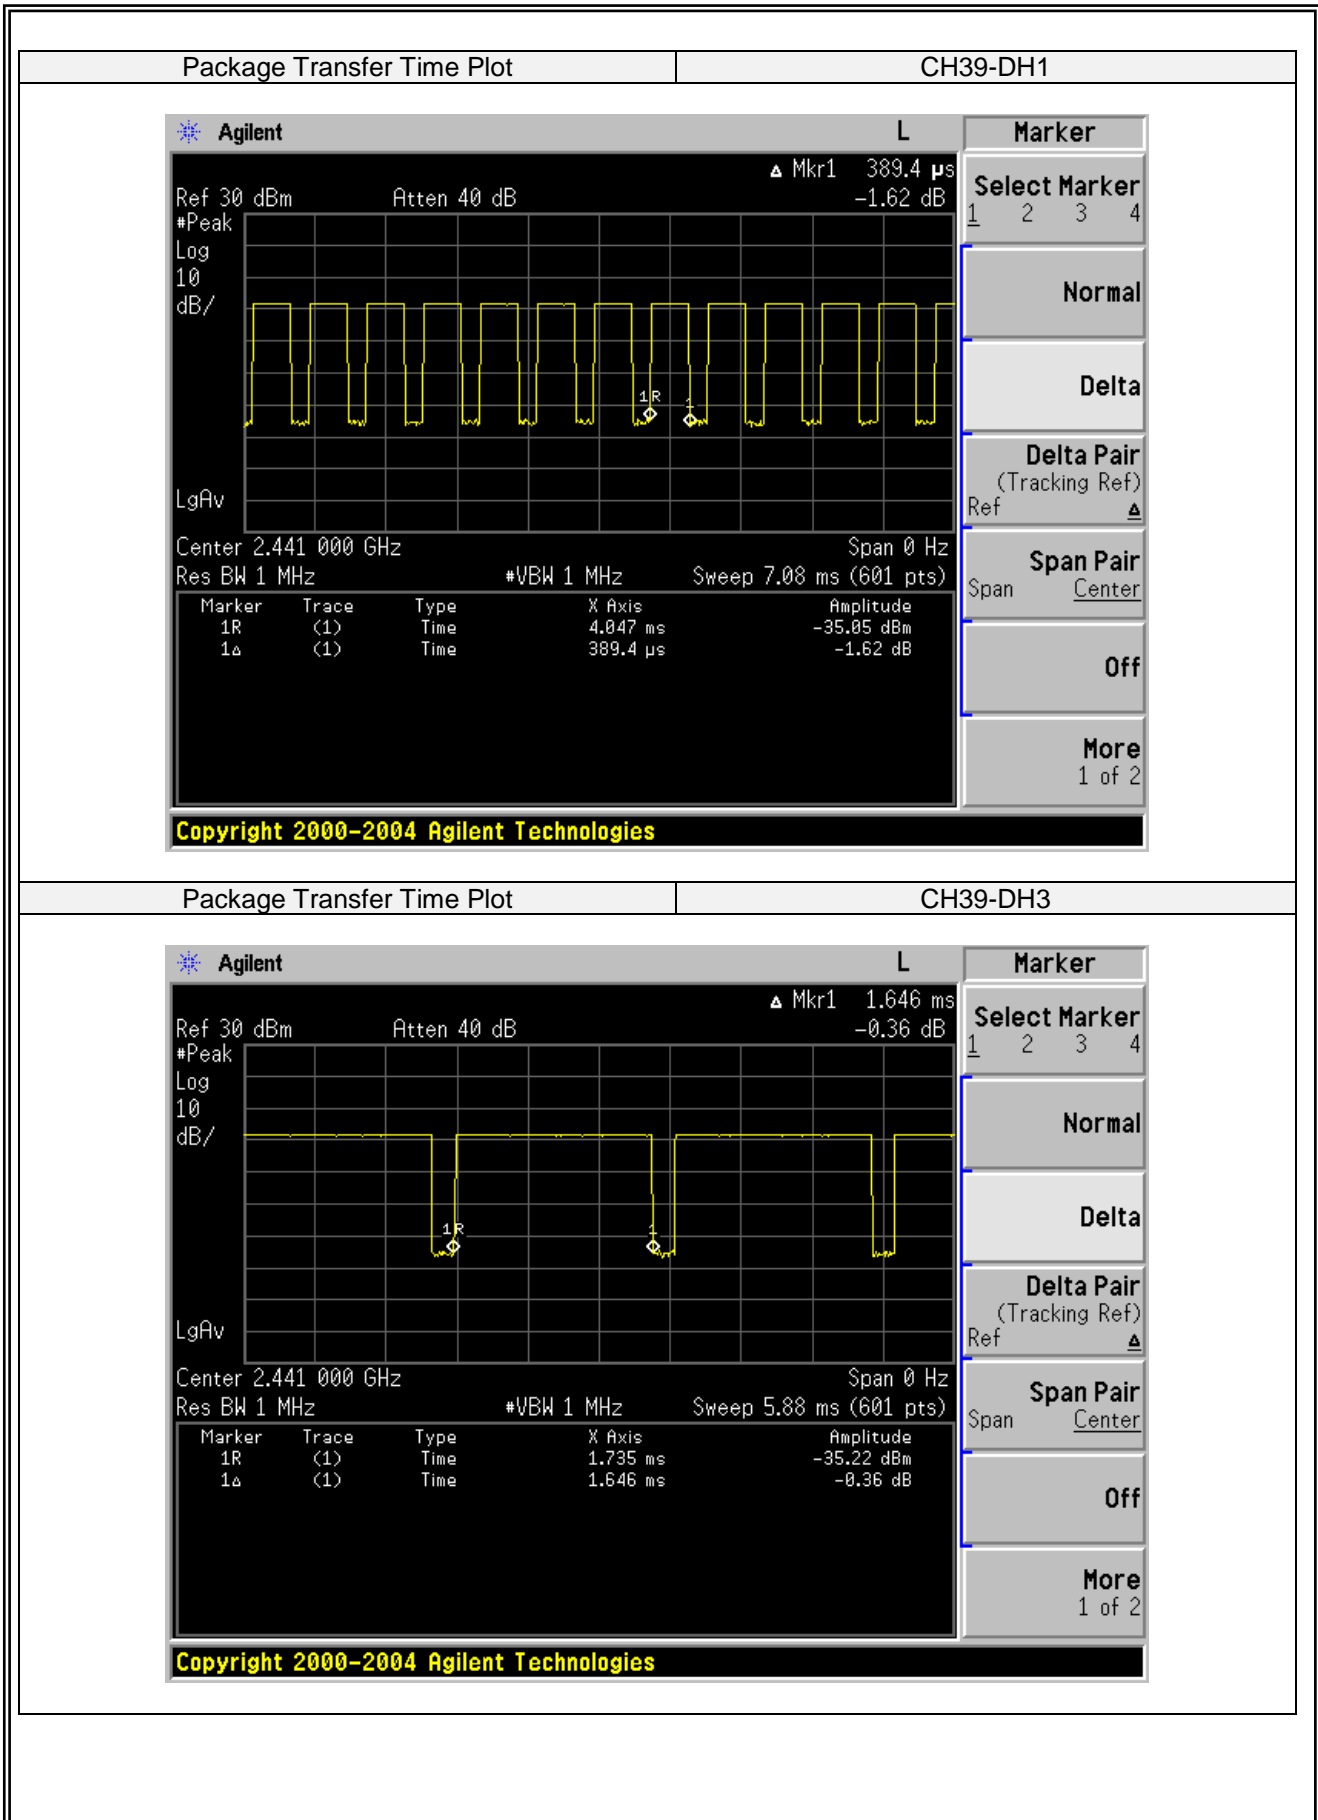 Package Transfer Time Plot CH39-DH1
Agilent L Marker
Δ Mkr1 389.4 µs
Ref 30 dBm Atten 40 dB -1.62 dB
Select Marker
1 2 3 4
#Peak
Log
10
dB/
Normal
1R 1
Delta
Delta Pair
(Tracking Ref)
Ref Δ
LgAv
Center 2.441 000 GHz Span 0 Hz
Res BW 1 MHz #VBW 1 MHz Sweep 7.08 ms (601 pts)
Span Pair
Span Center
Marker Trace Type X Axis Amplitude
1R (1) Time 4.047 ms -35.05 dBm
1Δ (1) Time 389.4 µs -1.62 dB
Off
More
1 of 2
Copyright 2000-2004 Agilent Technologies
Package Transfer Time Plot CH39-DH3
Agilent L Marker
Δ Mkr1 1.646 ms
Ref 30 dBm Atten 40 dB -0.36 dB
Select Marker
1 2 3 4
#Peak
Log
10
dB/
Normal
1R 1
Delta
Delta Pair
(Tracking Ref)
Ref Δ
LgAv
Center 2.441 000 GHz Span 0 Hz
Res BW 1 MHz #VBW 1 MHz Sweep 5.88 ms (601 pts)
Span Pair
Span Center
Marker Trace Type X Axis Amplitude
1R (1) Time 1.735 ms -35.22 dBm
1Δ (1) Time 1.646 ms -0.36 dB
Off
More
1 of 2
Copyright 2000-2004 Agilent Technologies